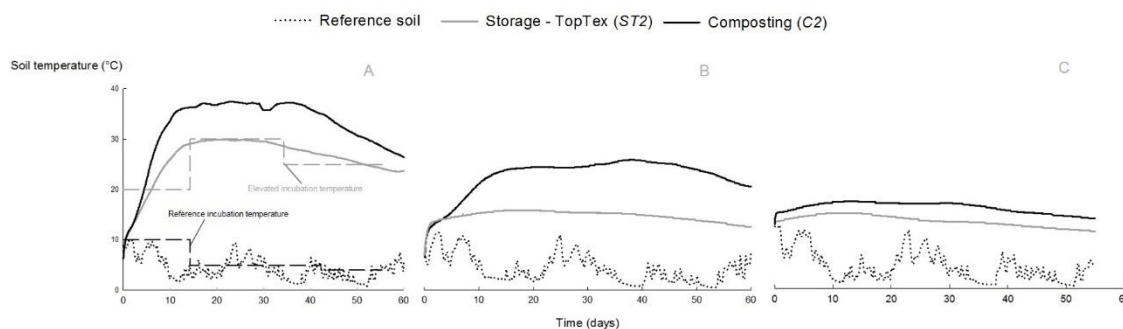 Reference soil Storage - TopTex (ST2) Composting (C2)
Soil temperature (°C) A B C
40
30
20
10
0
Elevated incubation temperature
Reference incubation temperature
0 10 20 30 40 50 60 0 10 20 30 40 50 60 0 10 20 30 40 50 60
Time (days)